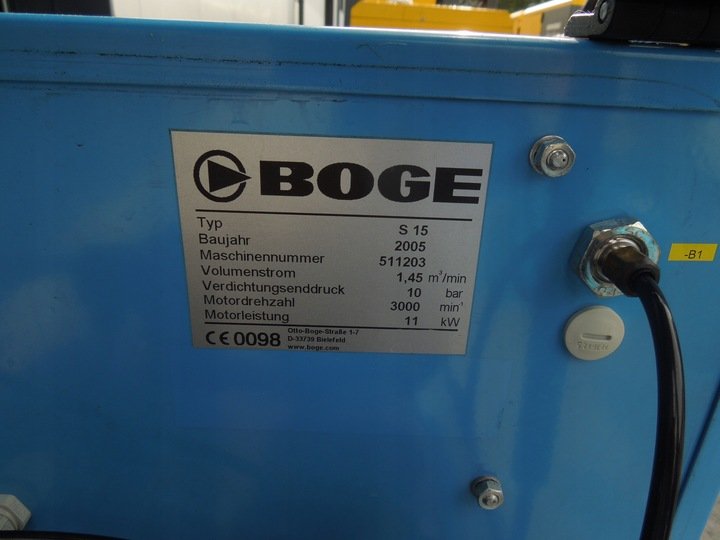 BOGE
Typ S 15
Baujahr 2005
Maschinennummer 511203
Volumenstrom 1,45 m³/min
Verdichtungsenddruck 10 bar
Motordrehzahl 3000 min⁻¹
Motorleistung 11 kW
CE 0098 Otto-Boge-Straße 1-7
D-33739 Bielefeld
www.boge.com
-B1